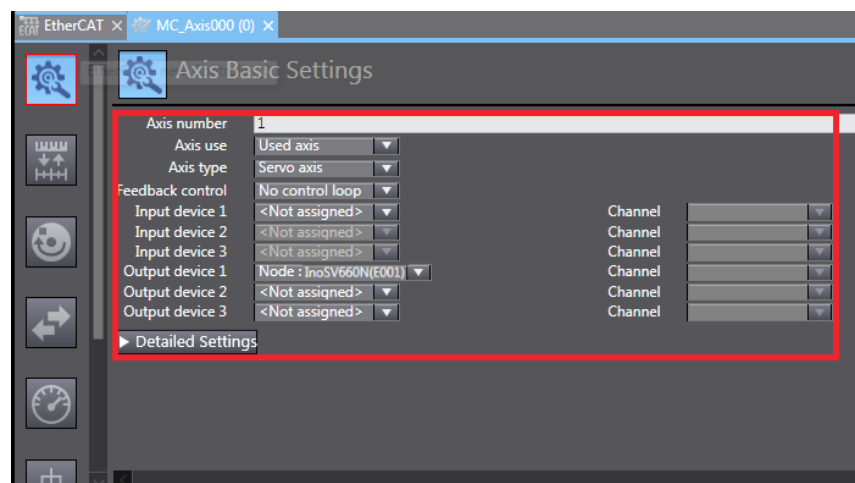 EtherCAT
MC_Axis000 (0)
Axis Basic Settings
Axis number 1
Axis use Used axis
Axis type Servo axis
Feedback control No control loop
Input device 1 <Not assigned> Channel
Input device 2 <Not assigned> Channel
Input device 3 <Not assigned> Channel
Output device 1 Node : InoSV660N(E001) Channel
Output device 2 <Not assigned> Channel
Output device 3 <Not assigned> Channel
Detailed Settings